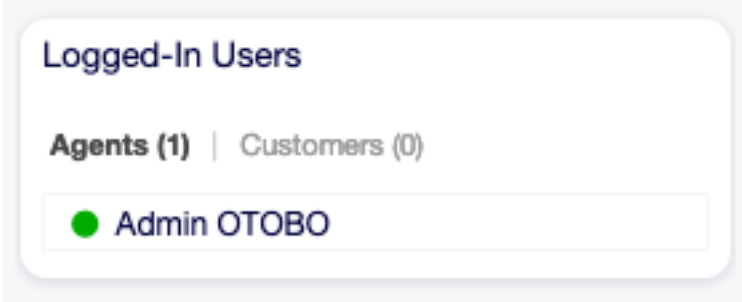 Logged-In Users
Agents (1) | Customers (0)
Admin OTOBO